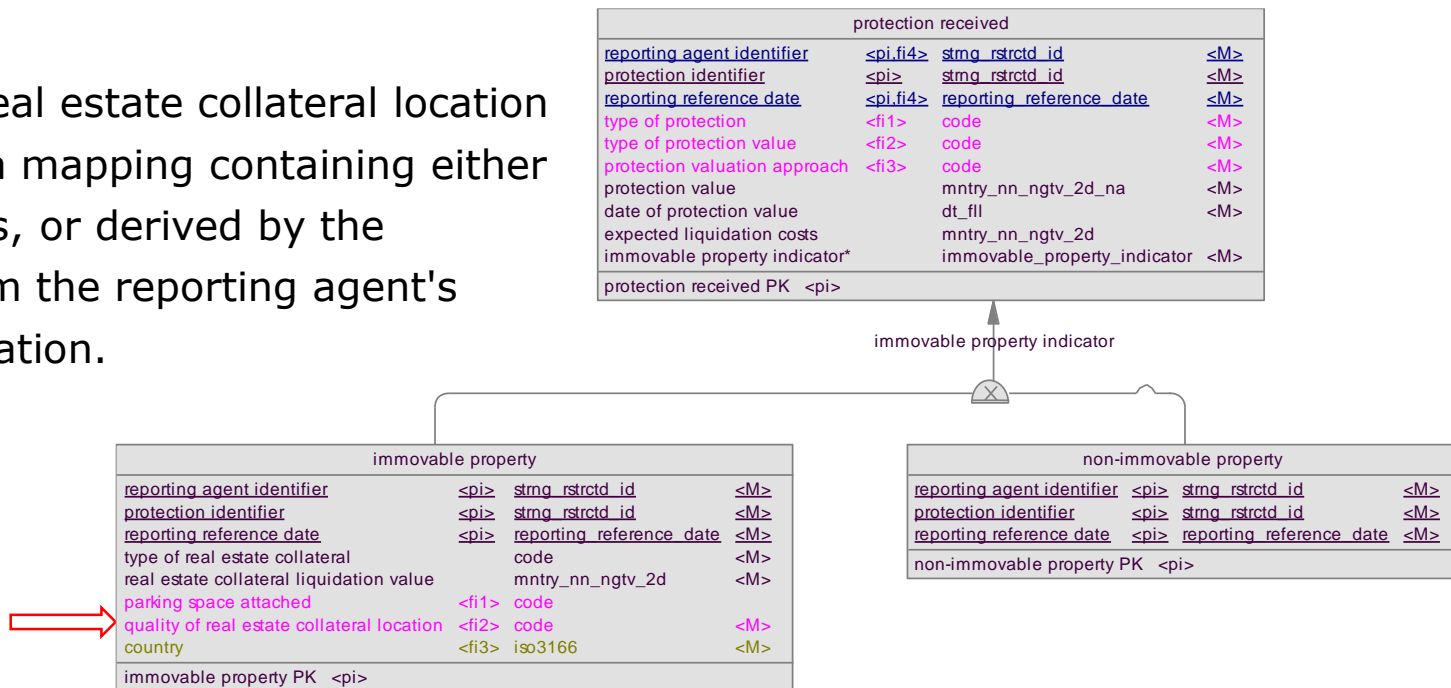 eal estate collateral location
mapping containing either
s, or derived by the
m the reporting agent's
ation.
protection received
reporting agent identifier <pi,fi4> strng_rstrctd_id <M>
protection identifier <pi> strng_rstrctd_id <M>
reporting reference date <pi,fi4> reporting_reference_date <M>
type of protection <fi1> code <M>
type of protection value <fi2> code <M>
protection valuation approach <fi3> code <M>
protection value mntry_nn_ngtv_2d_na <M>
date of protection value dt_fll <M>
expected liquidation costs mntry_nn_ngtv_2d
immovable property indicator* immovable_property_indicator <M>
protection received PK <pi>
immovable property indicator
immovable property
reporting agent identifier <pi> strng_rstrctd_id <M>
protection identifier <pi> strng_rstrctd_id <M>
reporting reference date <pi> reporting_reference_date <M>
type of real estate collateral code <M>
real estate collateral liquidation value mntry_nn_ngtv_2d <M>
parking space attached <fi1> code
quality of real estate collateral location <fi2> code <M>
country <fi3> iso3166 <M>
immovable property PK <pi>
non-immovable property
reporting agent identifier <pi> strng_rstrctd_id <M>
protection identifier <pi> strng_rstrctd_id <M>
reporting reference date <pi> reporting_reference_date <M>
non-immovable property PK <pi>